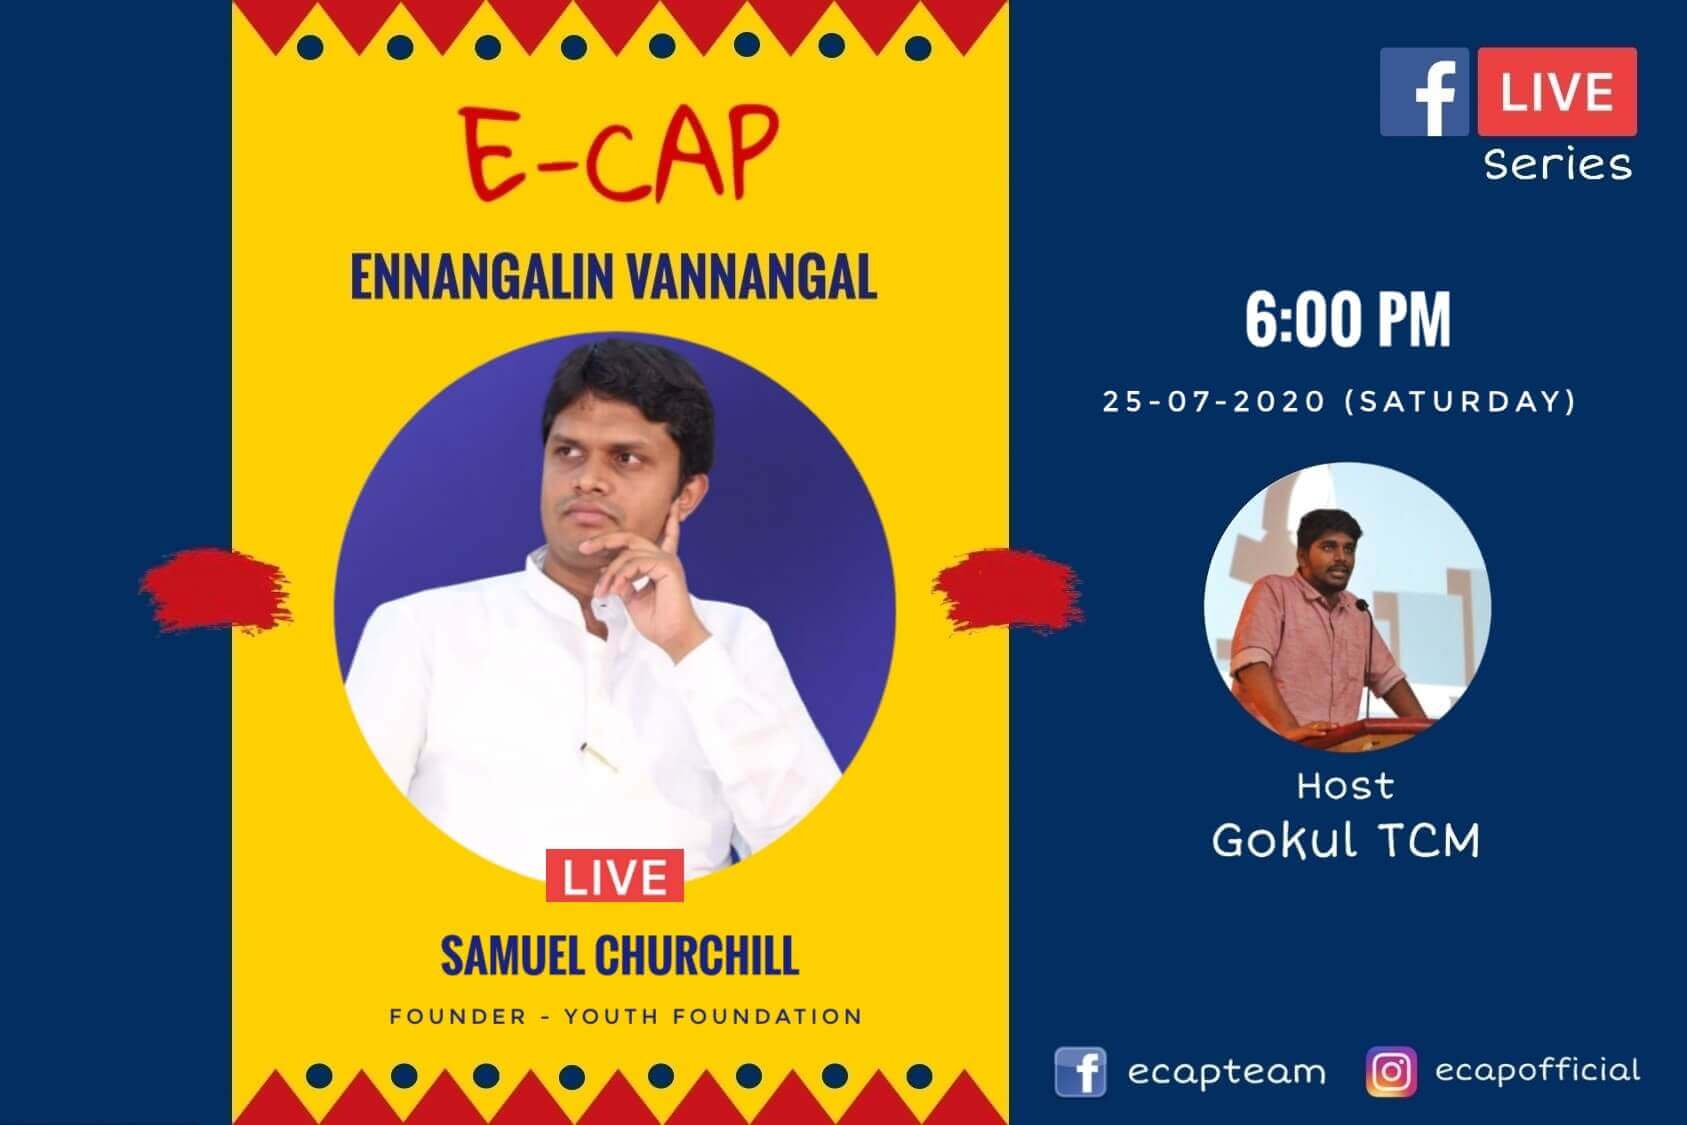 E-CAP
ENNANGALIN VANNANGAL
LIVE
SAMUEL CHURCHILL
FOUNDER - YOUTH FOUNDATION
f LIVE
Series
6:00 PM
25-07-2020 (SATURDAY)
Host
Gokul TCM
f ecapteam ecapofficial